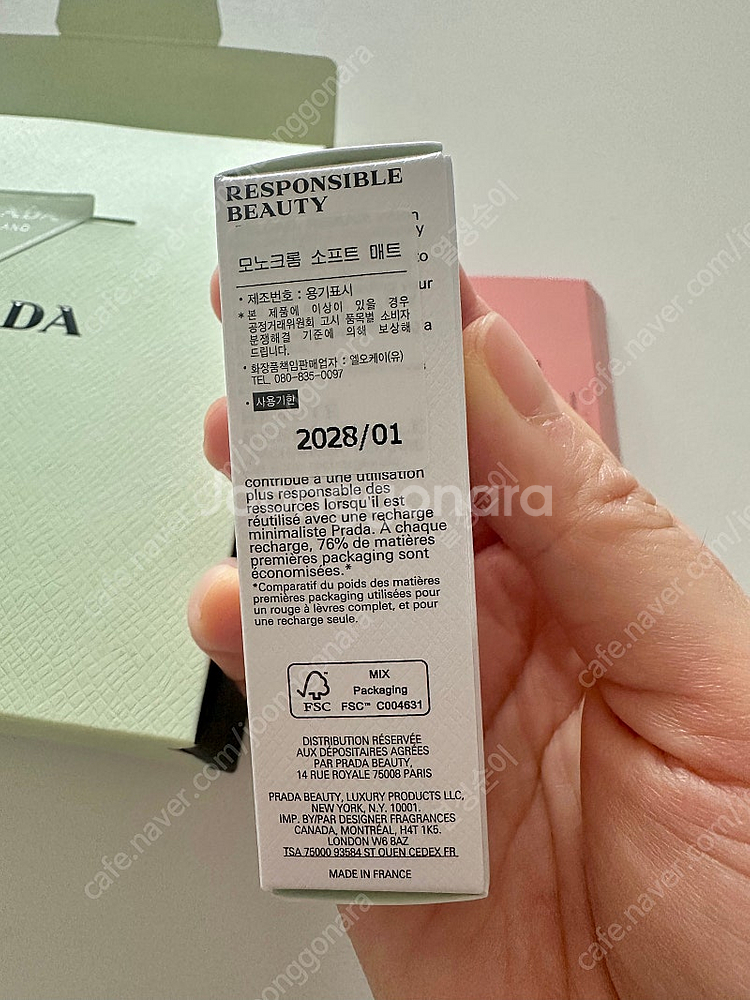 RESPONSIBLE
BEAUTY
모노크롬 소프트 매트
• 제조번호 : 용기표시
* 본 제품에 이상이 있을 경우
공정거래위원회 고시 품목별 소비자
분쟁해결 기준에 의해 보상해
드립니다.
• 화장품책임판매업자 : 엘오케이(유)
TEL. 080-835-0097
• 사용기한
2028/01
contribue à une utilisation
plus responsable des
ressources lorsqu'il est
réutilisé avec une recharge
minimaliste Prada. À chaque
recharge, 76% de matières
premières packaging sont
économisées.*
*Comparatif du poids des matières
premières packaging utilisées pour
un rouge à lèvres complet, et pour
une recharge seule.
FSC
MIX
Packaging
FSC™ C004631
DISTRIBUTION RÉSERVÉE
AUX DÉPOSITAIRES AGRÉÉS
PAR PRADA BEAUTY,
14 RUE ROYALE 75008 PARIS
PRADA BEAUTY, LUXURY PRODUCTS LLC,
NEW YORK, N.Y. 10001.
IMP. BY/PAR DESIGNER FRAGRANCES
CANADA, MONTRÉAL, H4T 1K5.
LONDON W6 8AZ
TSA 75000 93584 ST OUEN CEDEX FR
MADE IN FRANCE
DA
Joonggonara
cafe.naver.com/joonggonara